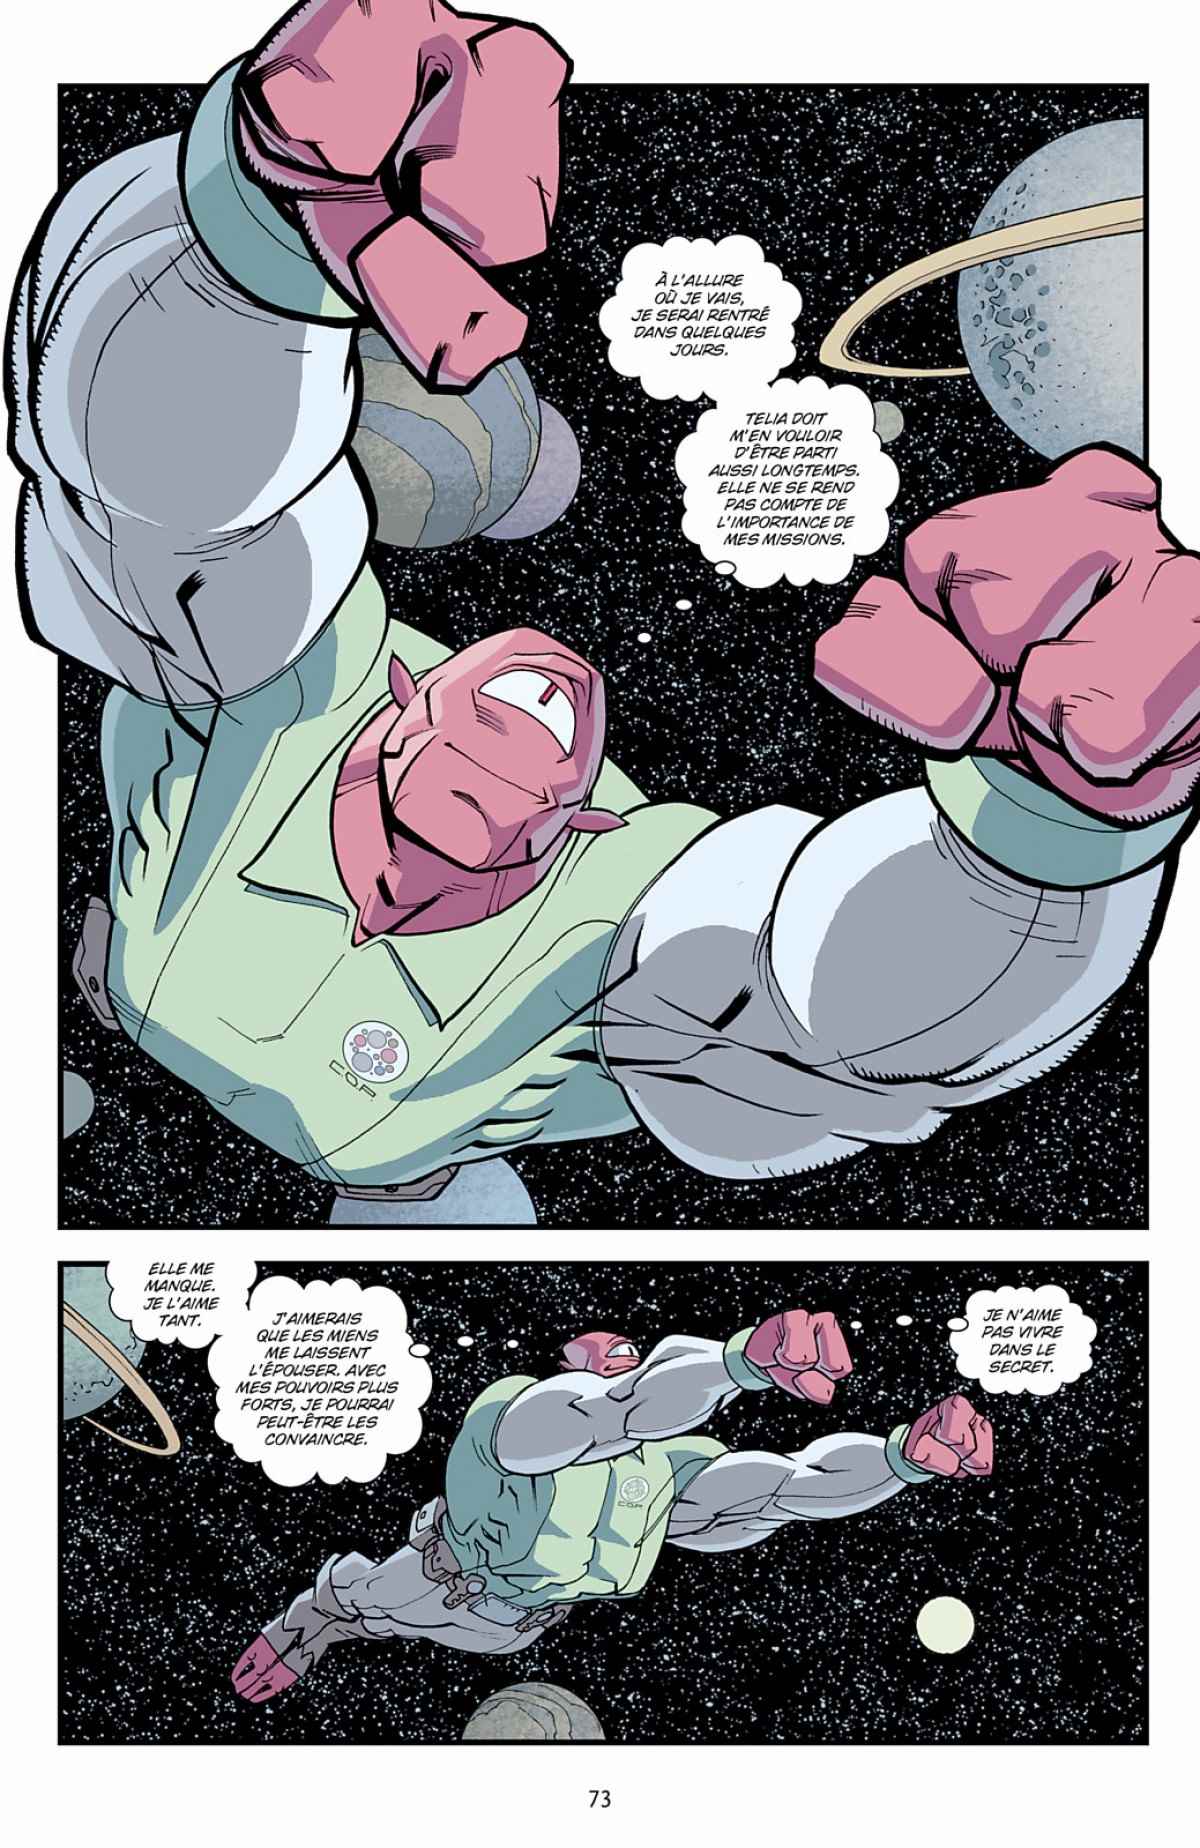 À L'ALLURE
OÙ JE VAIS,
JE SERAI RENTRÉ
DANS QUELQUES
JOURS.
TELIA DOIT
M'EN VOULOIR
D'ÊTRE PARTI
AUSSI LONGTEMPS.
ELLE NE SE REND
PAS COMPTE DE
L'IMPORTANCE DE
MES MISSIONS.
C.O.P.
ELLE ME
MANQUE.
JE L'AIME
TANT.
J'AIMERAIS
QUE LES MIENS
ME LAISSENT
L'ÉPOUSER. AVEC
MES POUVOIRS PLUS
FORTS, JE POURRAI
PEUT-ÊTRE LES
CONVAINCRE.
JE N'AIME
PAS VIVRE
DANS LE
SECRET.
C.O.P.
73